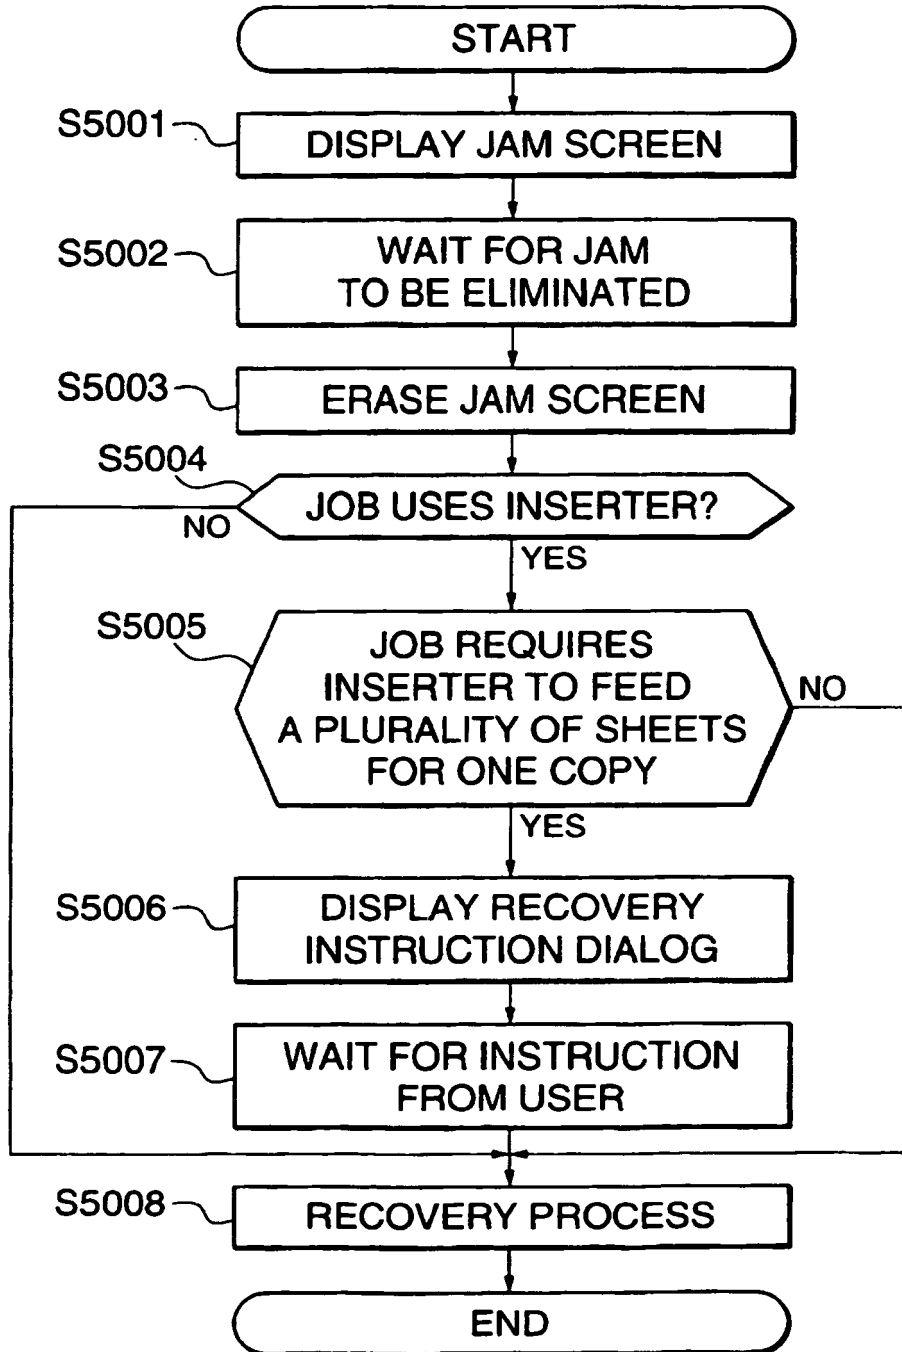 START
S5001
DISPLAY JAM SCREEN
S5002
WAIT FOR JAM
TO BE ELIMINATED
S5003
ERASE JAM SCREEN
S5004
JOB USES INSERTER?
NO
YES
S5005
JOB REQUIRES
INSERTER TO FEED
A PLURALITY OF SHEETS
FOR ONE COPY
NO
YES
S5006
DISPLAY RECOVERY
INSTRUCTION DIALOG
S5007
WAIT FOR INSTRUCTION
FROM USER
S5008
RECOVERY PROCESS
END